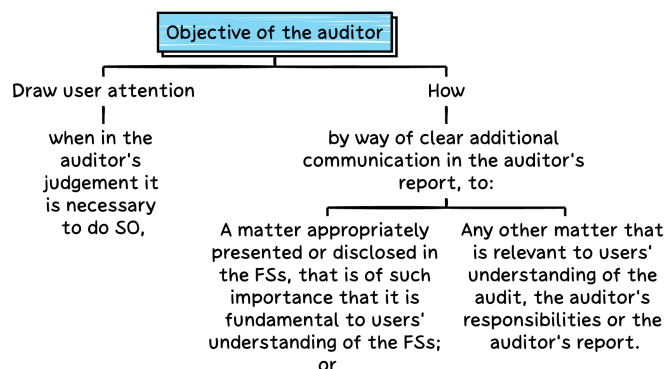 Objective of the auditor
Draw user attention
when in the
auditor's
judgement it
is necessary
to do SO,
How
by way of clear additional
communication in the auditor's
report, to:
A matter appropriately
presented or disclosed in
the FSs, that is of such
importance that it is
fundamental to users'
understanding of the FSs;
or
Any other matter that
is relevant to users'
understanding of the
audit, the auditor's
responsibilities or the
auditor's report.